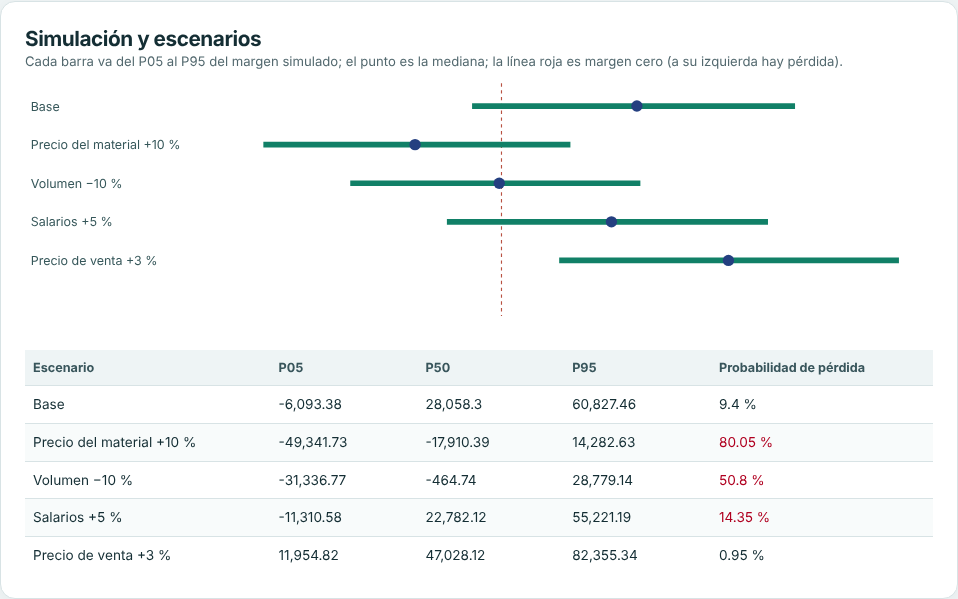 Simulación y escenarios
Cada barra va del P05 al P95 del margen simulado; el punto es la mediana; la línea roja es margen cero (a su izquierda hay pérdida).
Base
Precio del material +10 %
Volumen −10 %
Salarios +5 %
Precio de venta +3 %
Escenario P05 P50 P95 Probabilidad de pérdida
Base -6,093.38 28,058.3 60,827.46 9.4 %
Precio del material +10 % -49,341.73 -17,910.39 14,282.63 80.05 %
Volumen −10 % -31,336.77 -464.74 28,779.14 50.8 %
Salarios +5 % -11,310.58 22,782.12 55,221.19 14.35 %
Precio de venta +3 % 11,954.82 47,028.12 82,355.34 0.95 %